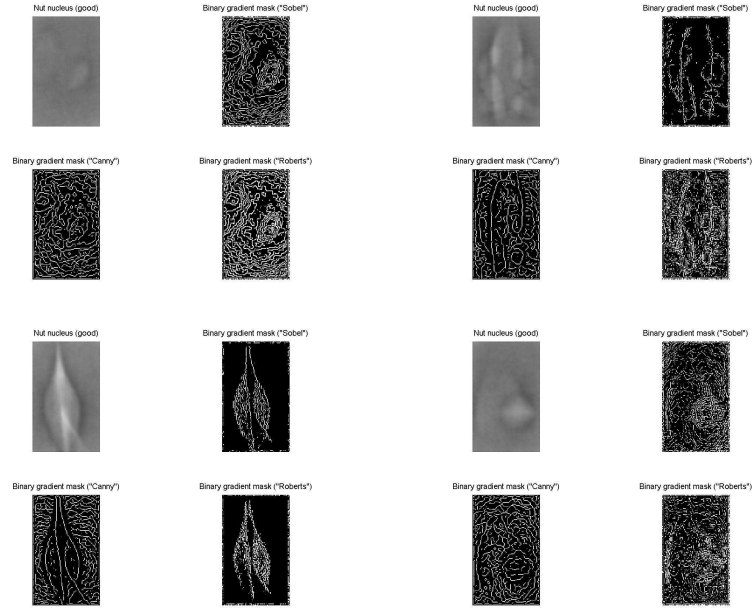 Nut nucleus (good)
Binary gradient mask ("Sobel")
Nut nucleus (good)
Binary gradient mask ("Sobel")
Binary gradient mask ("Canny")
Binary gradient mask ("Roberts")
Binary gradient mask ("Canny")
Binary gradient mask ("Roberts")
Nut nucleus (good)
Binary gradient mask ("Sobel")
Nut nucleus (good)
Binary gradient mask ("Sobel")
Binary gradient mask ("Canny")
Binary gradient mask ("Roberts")
Binary gradient mask ("Canny")
Binary gradient mask ("Roberts")